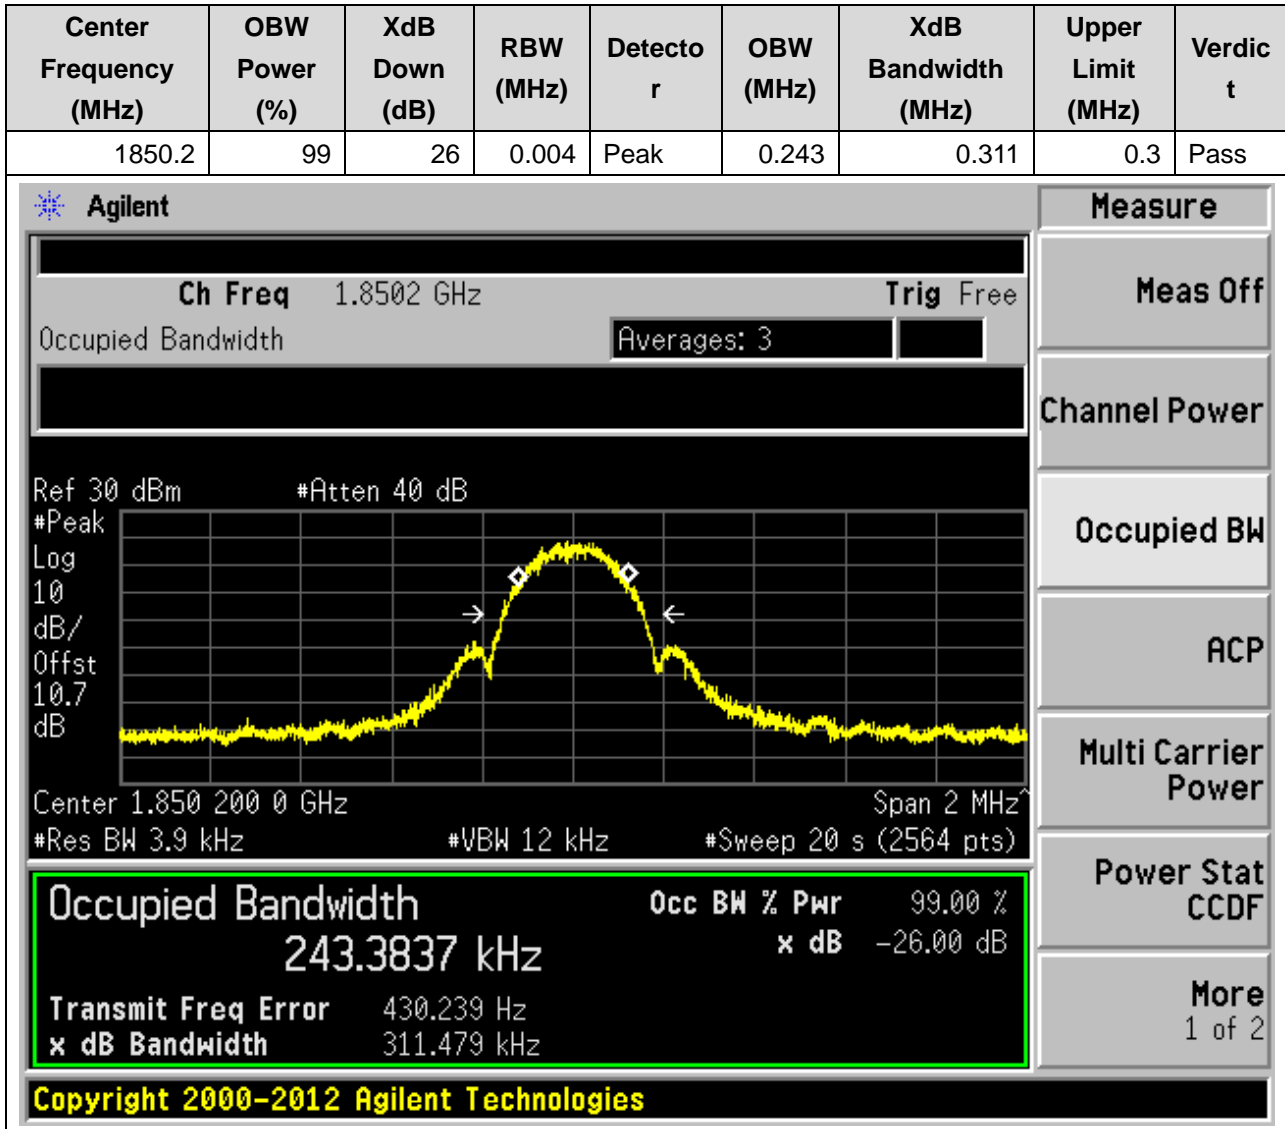 Center Frequency (MHz) OBW Power (%) XdB Down (dB) RBW (MHz) Detecto r OBW (MHz) XdB Bandwidth (MHz) Upper Limit (MHz) Verdic t
1850.2 99 26 0.004 Peak 0.243 0.311 0.3 Pass
Agilent
Measure
Ch Freq 1.8502 GHz Trig Free
Occupied Bandwidth Averages: 3
Ref 30 dBm #Atten 40 dB
#Peak
Log
10
dB/
Offst
10.7
dB
Center 1.850 200 0 GHz Span 2 MHz^
#Res BW 3.9 kHz #VBW 12 kHz #Sweep 20 s (2564 pts)
Occupied Bandwidth Occ BW % Pwr 99.00 %
243.3837 kHz x dB -26.00 dB
Transmit Freq Error 430.239 Hz
x dB Bandwidth 311.479 kHz
Meas Off
Channel Power
Occupied BW
ACP
Multi Carrier
Power
Power Stat
CCDF
More
1 of 2
Copyright 2000-2012 Agilent Technologies